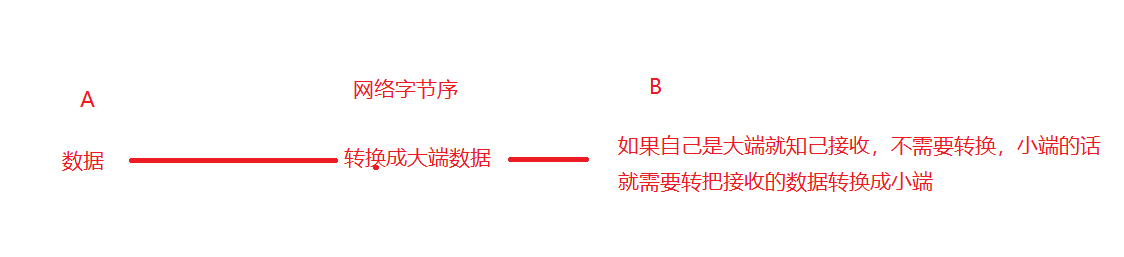 A
网络字节序
B
数据
转换成大端数据
如果自己是大端就知己接收，不需要转换，小端的话
就需要转把接收的数据转换成小端